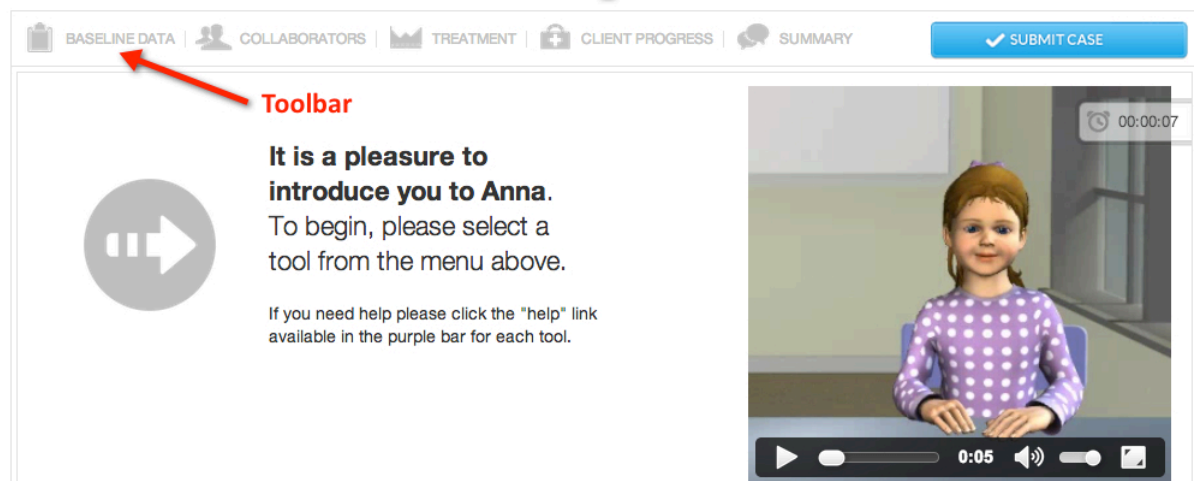 BASELINE DATA COLLABORATORS TREATMENT CLIENT PROGRESS SUMMARY SUBMIT CASE
Toolbar
00:00:07
It is a pleasure to
introduce you to Anna.
To begin, please select a
tool from the menu above.
If you need help please click the "help" link
available in the purple bar for each tool.
0:05